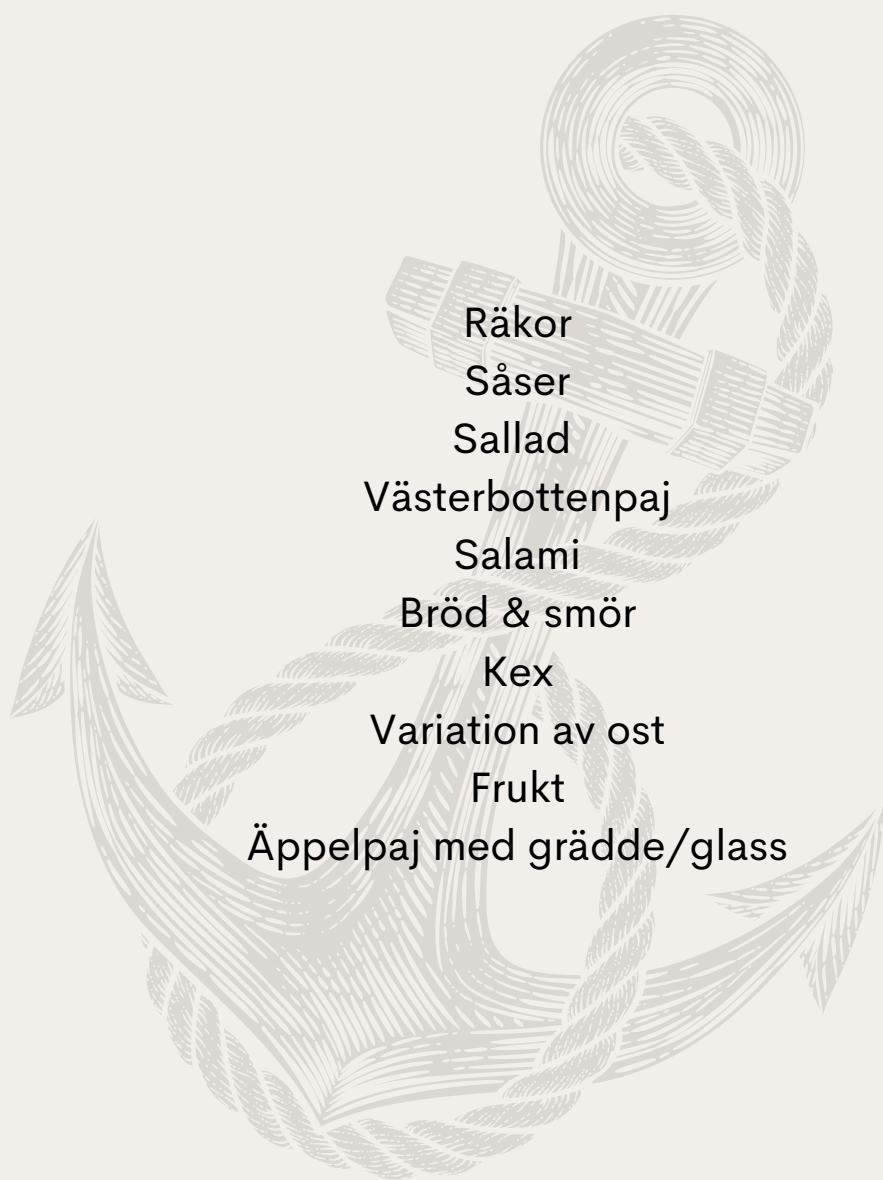 Räkor
Såser
Sallad
Västerbottenpaj
Salami
Bröd & smör
Kex
Variation av ost
Frukt
Äppelpaj med grädde/glass